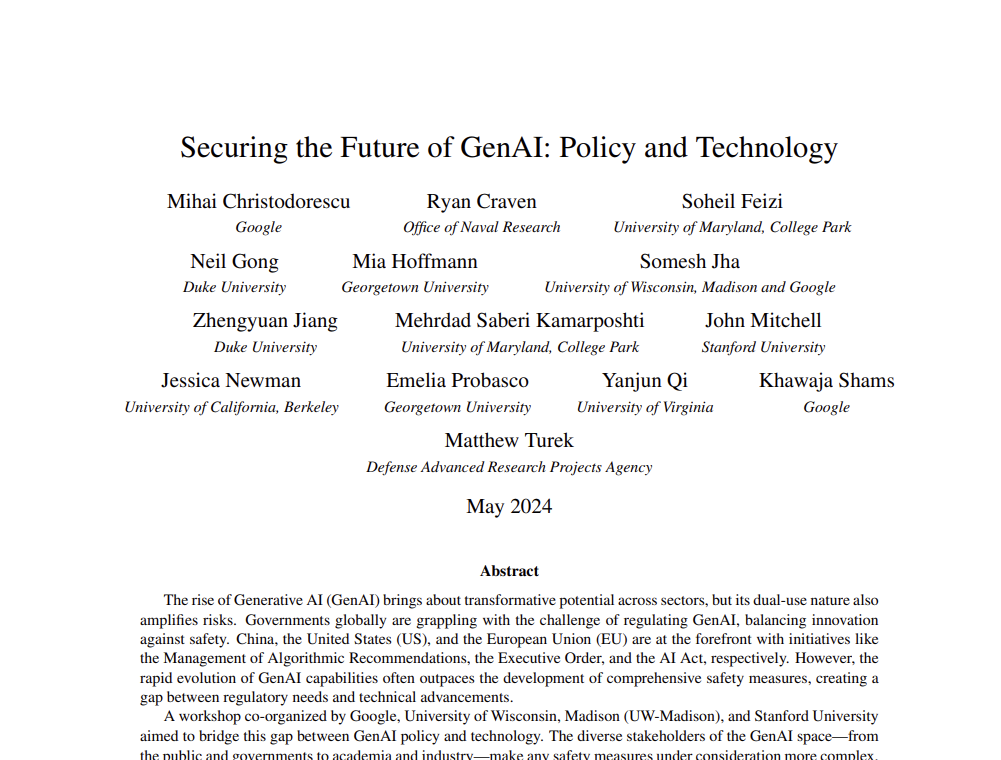 Securing the Future of GenAI: Policy and Technology
Mihai Christodorescu Ryan Craven Soheil Feizi
Google Office of Naval Research University of Maryland, College Park
Neil Gong Mia Hoffmann Somesh Jha
Duke University Georgetown University University of Wisconsin, Madison and Google
Zhengyuan Jiang Mehrdad Saberi Kamarposhti John Mitchell
Duke University University of Maryland, College Park Stanford University
Jessica Newman Emelia Probasco Yanjun Qi Khawaja Shams
University of California, Berkeley Georgetown University University of Virginia Google
Matthew Turek
Defense Advanced Research Projects Agency
May 2024
Abstract
The rise of Generative AI (GenAI) brings about transformative potential across sectors, but its dual-use nature also
amplifies risks. Governments globally are grappling with the challenge of regulating GenAI, balancing innovation
against safety. China, the United States (US), and the European Union (EU) are at the forefront with initiatives like
the Management of Algorithmic Recommendations, the Executive Order, and the AI Act, respectively. However, the
rapid evolution of GenAI capabilities often outpaces the development of comprehensive safety measures, creating a
gap between regulatory needs and technical advancements.
A workshop co-organized by Google, University of Wisconsin, Madison (UW-Madison), and Stanford University
aimed to bridge this gap between GenAI policy and technology. The diverse stakeholders of the GenAI space—from
the public and governments to academia and industry—make any safety measures under consideration more complex,